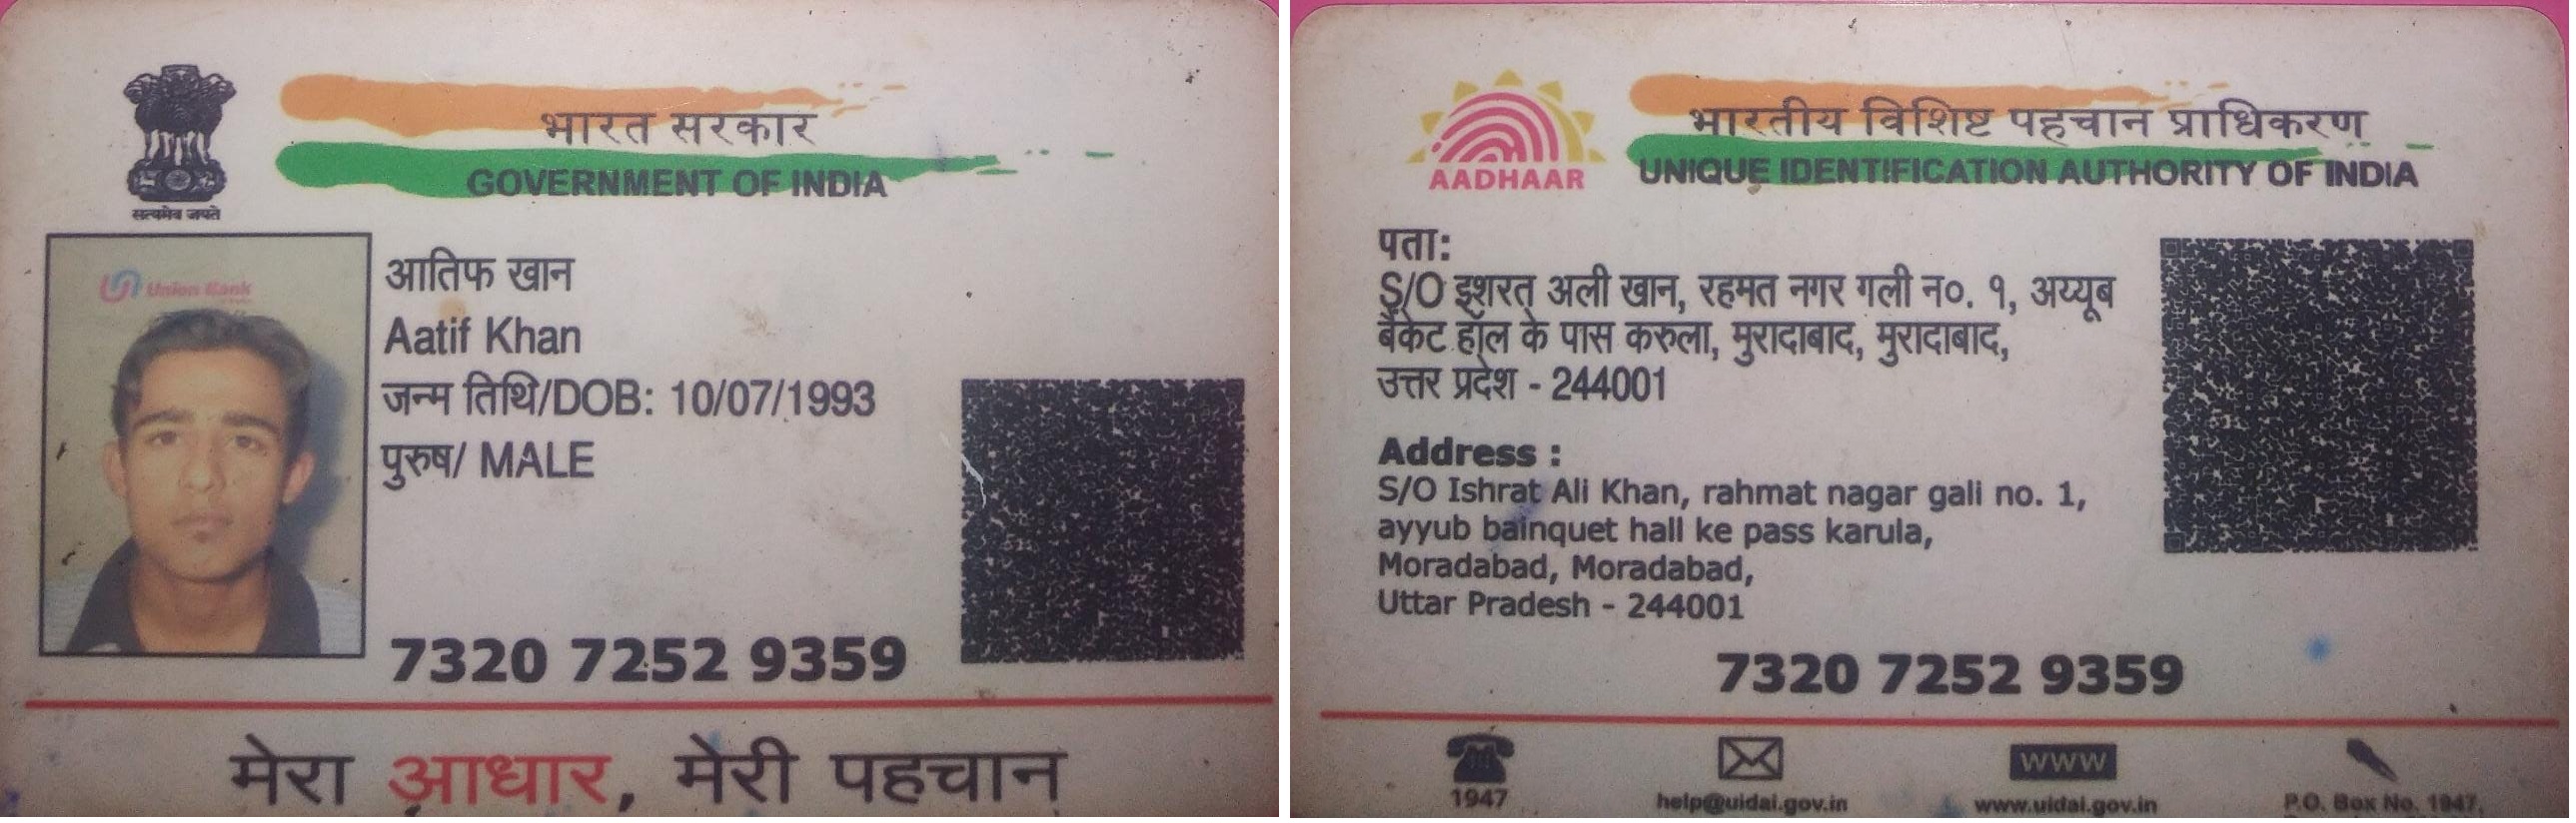 भारत सरकार
GOVERNMENT OF INDIA
सत्यमेव जयते
Union Bank
आतिफ खान
Aatif Khan
जन्म तिथि/DOB: 10/07/1993
पुरुष/ MALE
7320 7252 9359
मेरा आधार, मेरी पहचान
भारतीय विशिष्ट पहचान प्राधिकरण
UNIQUE IDENTIFICATION AUTHORITY OF INDIA
AADHAAR
पता:
S/O इशरत अली खान, रहमत नगर गली न०. १, अय्यूब
बैंकेट हॉल के पास करुला, मुरादाबाद, मुरादाबाद,
उत्तर प्रदेश - 244001
Address :
S/O Ishrat Ali Khan, rahmat nagar gali no. 1,
ayyub bainquet hall ke pass karula,
Moradabad, Moradabad,
Uttar Pradesh - 244001
7320 7252 9359
WWW
1947
help@uidai.gov.in
www.uidai.gov.in
P.O. Box No. 1947,